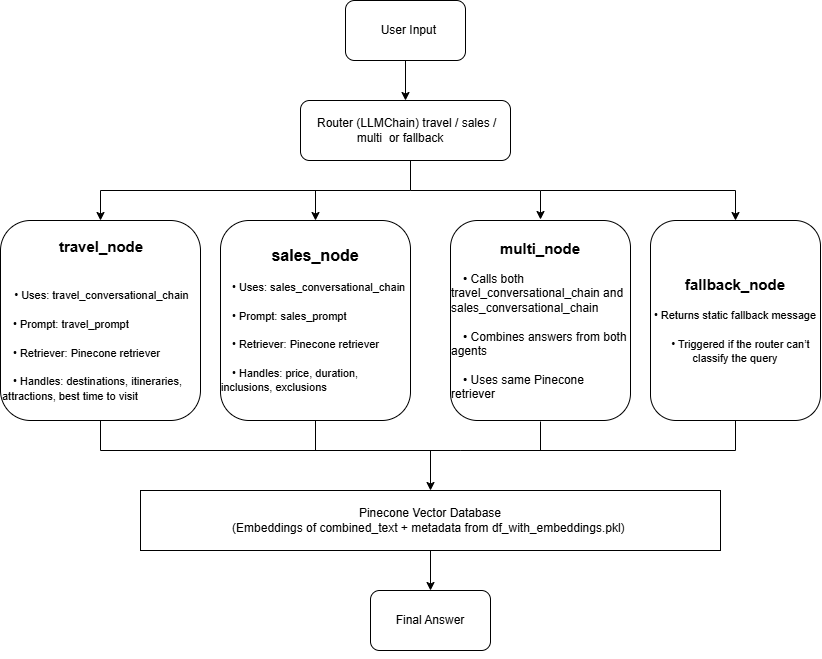 User Input
Router (LLMChain) travel / sales /
multi or fallback
travel_node
• Uses: travel_conversational_chain
• Prompt: travel_prompt
• Retriever: Pinecone retriever
• Handles: destinations, itineraries,
attractions, best time to visit
sales_node
• Uses: sales_conversational_chain
• Prompt: sales_prompt
• Retriever: Pinecone retriever
• Handles: price, duration,
inclusions, exclusions
multi_node
• Calls both
travel_conversational_chain and
sales_conversational_chain
• Combines answers from both
agents
• Uses same Pinecone
retriever
fallback_node
• Returns static fallback message
• Triggered if the router can’t
classify the query
Pinecone Vector Database
(Embeddings of combined_text + metadata from df_with_embeddings.pkl)
Final Answer